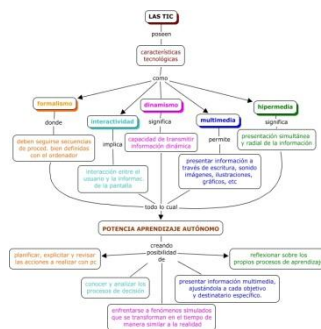 LAS TIC
poseen
características
tecnológicas
como
formalismo
interactividad
dinamismo
multimedia
hipermedia
donde
implica
significa
permite
significa
deben seguirse secuencias
de procal. bien definidas
con el ordenador
interacción entre el
usuario y la informac.
de la pantalla
capacidad de transmitir
información dinámica
presentar información a
través de escritura, sonido
imágenes, ilustraciones,
gráficos, etc
presentación simultánea
y radial de la información
todo lo cual
POTENCIA APRENDIZAJE AUTÓNOMO
creando
posibilidad
de
planificar, explicitar y revisar
las acciones a realizar con pc
conocer y analizar los
procesos de decisión
enfrentarse a fenómenos simulados
que se transforman en el tiempo de
manera similar a la realidad
presentar información multimedia,
ajustándola a cada objetivo
y destinatario específico.
reflexionar sobre los
propios procesos de aprendizaj